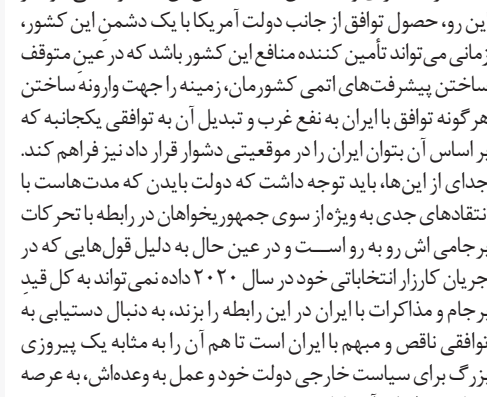 این رو، حصول توافق از جانب دولت آمریکا با یک دشمنِ این کشور،
زمانی می‌تواند تأمین کننده منافع این کشور باشد که در عین متوقف
ساختن پیشرفت‌های اتمی کشورمان، زمینه را جهت وارونه ساختن
هر گونه توافق با ایران به نفع غرب و تبدیل آن به توافقی یکجانبه که
بر اساس آن بتوان ایران را در موقعیتی دشوار قرار داد نیز فراهم کند.
جدای از این‌ها، باید توجه داشت که دولت بایدن که مدت‌هاست با
انتقادهای جدی به ویژه از سوی جمهوریخواهان در رابطه با تحرکات
برجامی اش رو به رو است و در عین حال به دلیل قول‌هایی که در
جریان کارزار انتخاباتی خود در سال ۲۰۲۰ داده نمی‌تواند به کل قیدِ
برجام و مذاکرات با ایران در این رابطه را بزند، به دنبال دستیابی به
توافقی ناقص و مبهم با ایران است تا هم آن را به مثابه یک پیروزی
بزرگ برای سیاست خارجی دولت خود و عمل به وعده‌اش، به عرصه